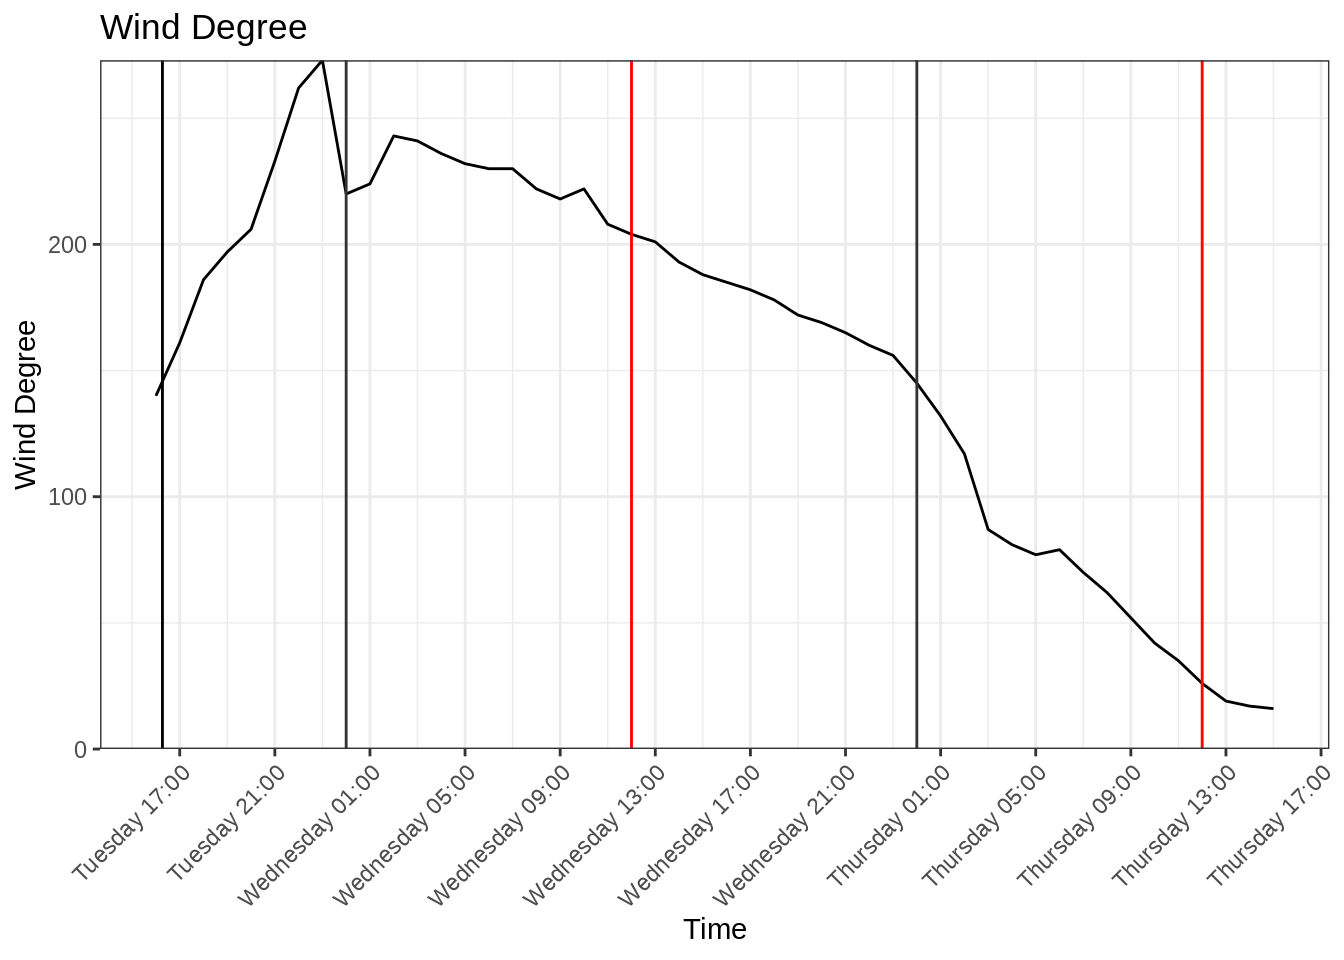 Wind Degree
Wind Degree
200
100
0
Tuesday 17:00
Tuesday 21:00
Wednesday 01:00
Wednesday 05:00
Wednesday 09:00
Wednesday 13:00
Wednesday 17:00
Wednesday 21:00
Thursday 01:00
Thursday 05:00
Thursday 09:00
Thursday 13:00
Thursday 17:00
Time